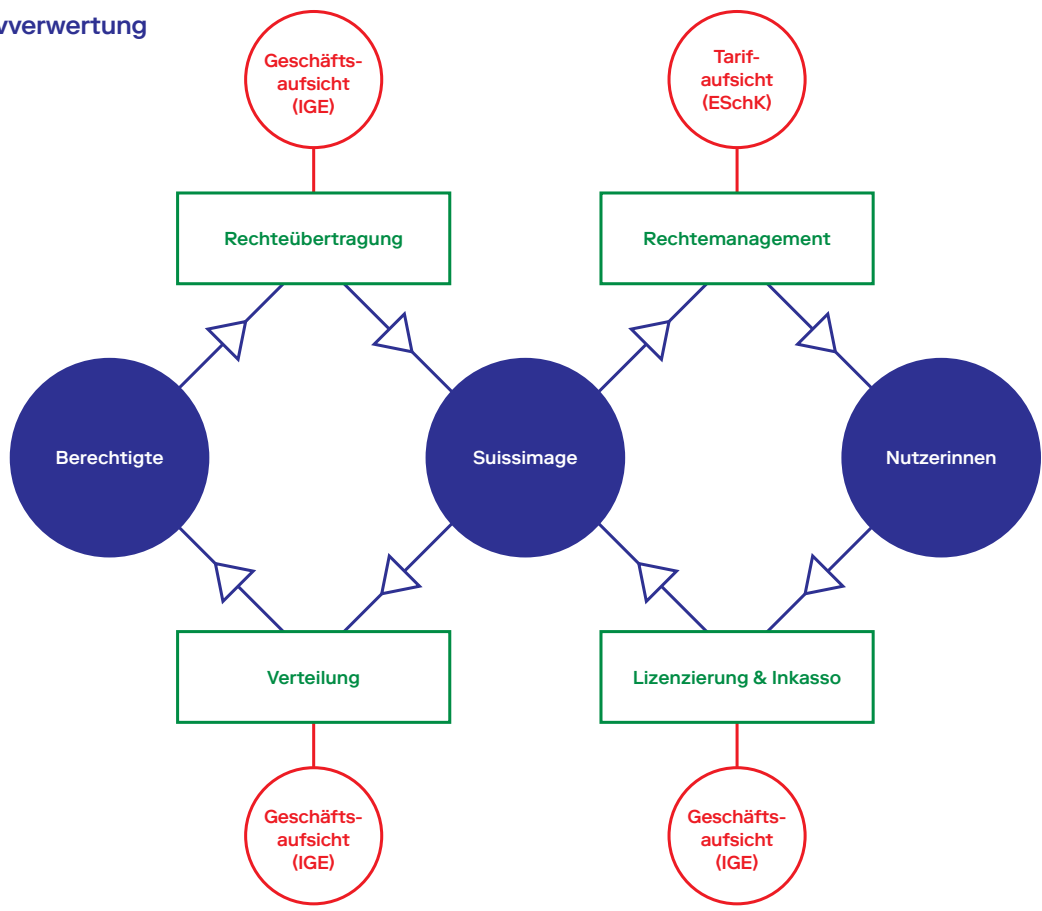 vverwertung
Geschäfts-
aufsicht
(IGE)
Tarif-
aufsicht
(ESchK)
Rechteübertragung
Rechtemanagement
Berechtigte
Suissimage
Nutzerinnen
Verteilung
Lizenzierung & Inkasso
Geschäfts-
aufsicht
(IGE)
Geschäfts-
aufsicht
(IGE)